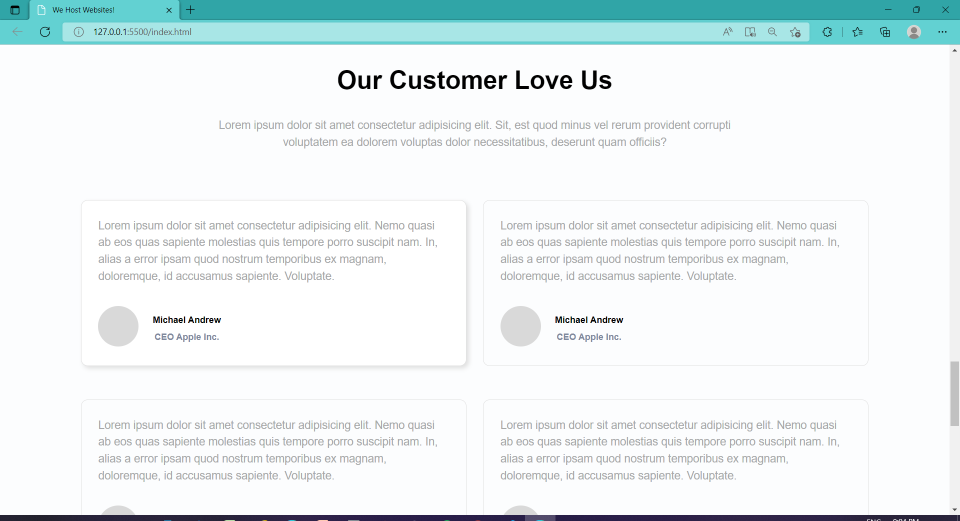 We Host Websites!
127.0.0.1:5500/index.html
Our Customer Love Us
Lorem ipsum dolor sit amet consectetur adipisicing elit. Sit, est quod minus vel rerum provident corrupti
voluptatem ea dolorem voluptas dolor necessitatibus, deserunt quam officiis?
Lorem ipsum dolor sit amet consectetur adipisicing elit. Nemo quasi
ab eos quas sapiente molestias quis tempore porro suscipit nam. In,
alias a error ipsam quod nostrum temporibus ex magnam,
doloremque, id accusamus sapiente. Voluptate.
Michael Andrew
CEO Apple Inc.
Lorem ipsum dolor sit amet consectetur adipisicing elit. Nemo quasi
ab eos quas sapiente molestias quis tempore porro suscipit nam. In,
alias a error ipsam quod nostrum temporibus ex magnam,
doloremque, id accusamus sapiente. Voluptate.
Michael Andrew
CEO Apple Inc.
Lorem ipsum dolor sit amet consectetur adipisicing elit. Nemo quasi
ab eos quas sapiente molestias quis tempore porro suscipit nam. In,
alias a error ipsam quod nostrum temporibus ex magnam,
doloremque, id accusamus sapiente. Voluptate.
Lorem ipsum dolor sit amet consectetur adipisicing elit. Nemo quasi
ab eos quas sapiente molestias quis tempore porro suscipit nam. In,
alias a error ipsam quod nostrum temporibus ex magnam,
doloremque, id accusamus sapiente. Voluptate.